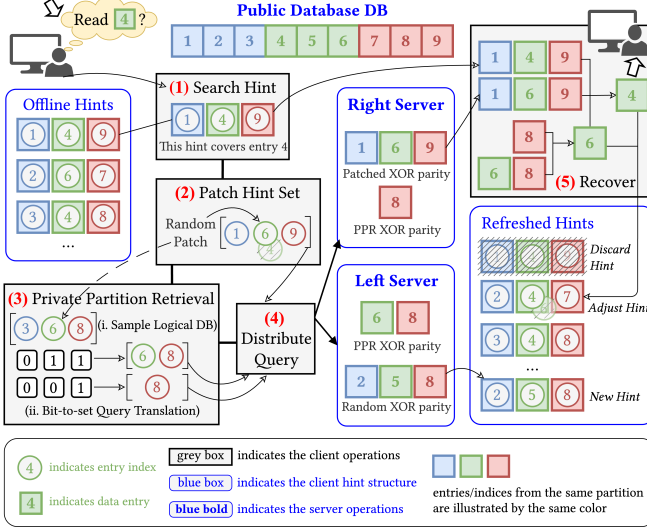 Public Database DB
Read 4 ?
1 2 3 4 5 6 7 8 9
(1) Search Hint
1 4 9
This hint covers entry 4
Offline Hints
1 4 9
2 6 7
3 4 8
...
(2) Patch Hint Set
Random
Patch
[1 6 9]
(3) Private Partition Retrieval
[3 6 8] (i. Sample Logical DB)
0 1 1
6 8
0 0 1
8
(ii. Bit-to-set Query Translation)
(4)
Distribute
Query
Right Server
1 6 9
Patched XOR parity
8
PPR XOR parity
Left Server
6 8
PPR XOR parity
2 5 8
Random XOR parity
1 4 9
1 6 9
4
8
6
6 8
(5) Recover
Refreshed Hints
Discard
Hint
2 4 7
Adjust Hint
3 4 8
...
2 5 8
New Hint
4 indicates entry index
4 indicates data entry
grey box indicates the client operations
blue box indicates the client hint structure
blue bold indicates the server operations
entries/indices from the same partition
are illustrated by the same color